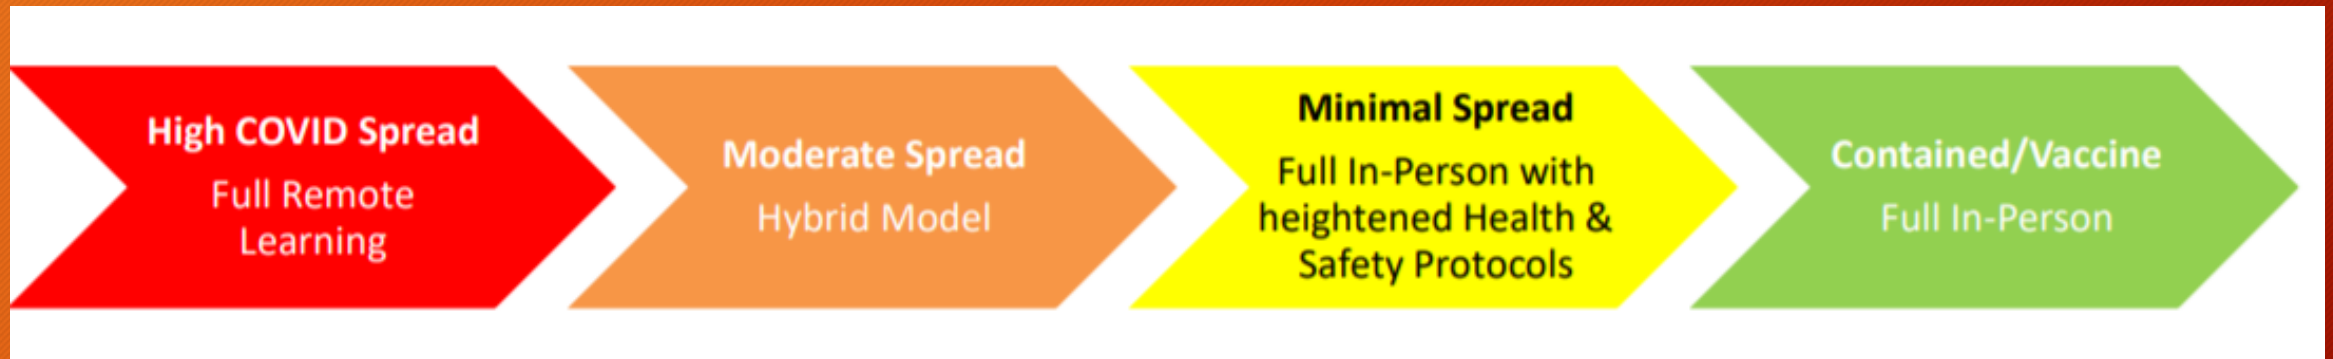 High COVID Spread
Full Remote
Learning
Moderate Spread
Hybrid Model
Minimal Spread
Full In-Person with
heightened Health &
Safety Protocols
Contained/Vaccine
Full In-Person